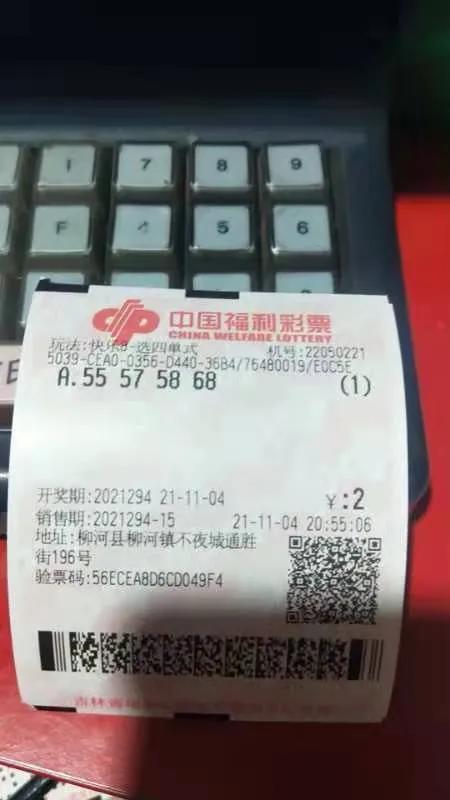 I 7 8 9
F 4 5 6
中国福利彩票
CHINA WELFARE LOTTERY
玩法:快乐8-选四单式 机号:22050221
5039-CEA0-0356-D440-36B4/76480019/E0C5E
A.55 57 58 68 (1)
开奖期:2021294 21-11-04 ¥:2
销售期:2021294-15 21-11-04 20:55:06
地址:柳河县柳河镇不夜城通胜
街196号
验票码:56ECEA8D6CD049F4